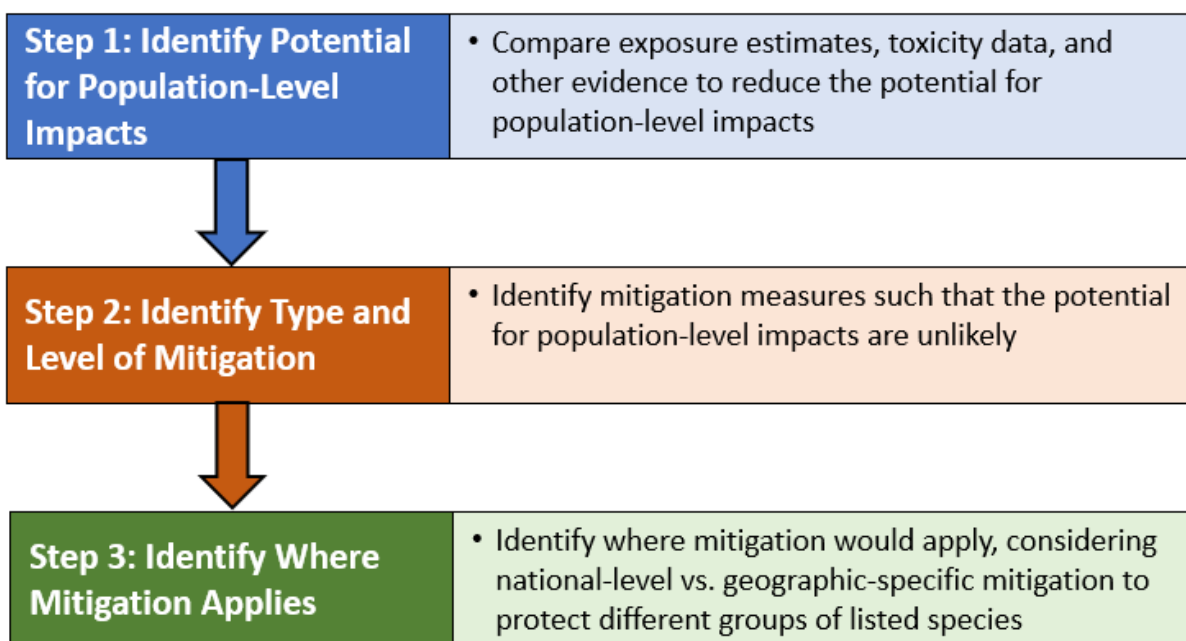 Step 1: Identify Potential
for Population-Level
Impacts
• Compare exposure estimates, toxicity data, and
other evidence to reduce the potential for
population-level impacts
Step 2: Identify Type and
Level of Mitigation
• Identify mitigation measures such that the potential
for population-level impacts are unlikely
Step 3: Identify Where
Mitigation Applies
• Identify where mitigation would apply, considering
national-level vs. geographic-specific mitigation to
protect different groups of listed species